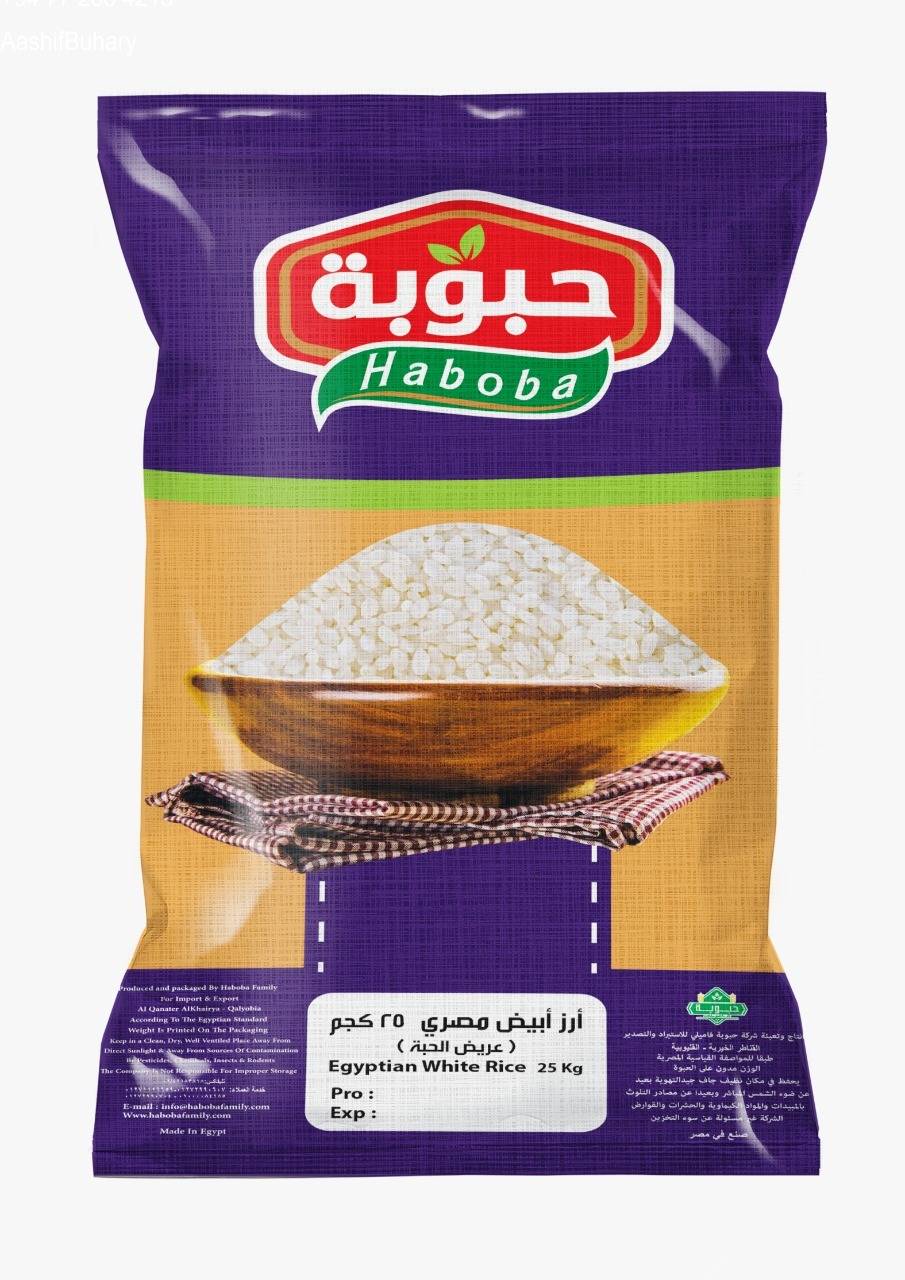 AashifBuhary
حبوبة
Haboba
أرز أبيض مصري ٢٥ كجم
( عريض الحبة )
Egyptian White Rice 25 Kg
Pro :
Exp :
Produced and packaged By Haboba Family
For Import & Export
Al Qanater AlKhairya - Qalyobia
According To The Egyptian Standard
Weight Is Printed On The Packaging
Keep in a Clean, Dry, Well Ventiled Place Away From
Direct Sunlight & Away From Sources Of Contamination
By Pesticides, Chemicals, Insects & Rodents
The Company Is Not Responsible For Improper Storage
خدمة العملاء:
E-mail : info@habobafamily.com
Www.habobafamily.com
Made In Egypt
حبوبة
وتعبئة شركة حبوبة فاميلي للاستيراد والتصدير
القناطر الخيرية - القليوبية
طبقا للمواصفة القياسية المصرية
الوزن مدون على العبوة
يحفظ في مكان نظيف جاف جيدالتهوية بعيد
عن ضوء الشمس المباشر وبعيدا عن مصادر التلوث
بالمبيدات والمواد الكيماوية والحشرات والقوارض
الشركة غير مسئولة عن سوء التخزين
صنع في مصر